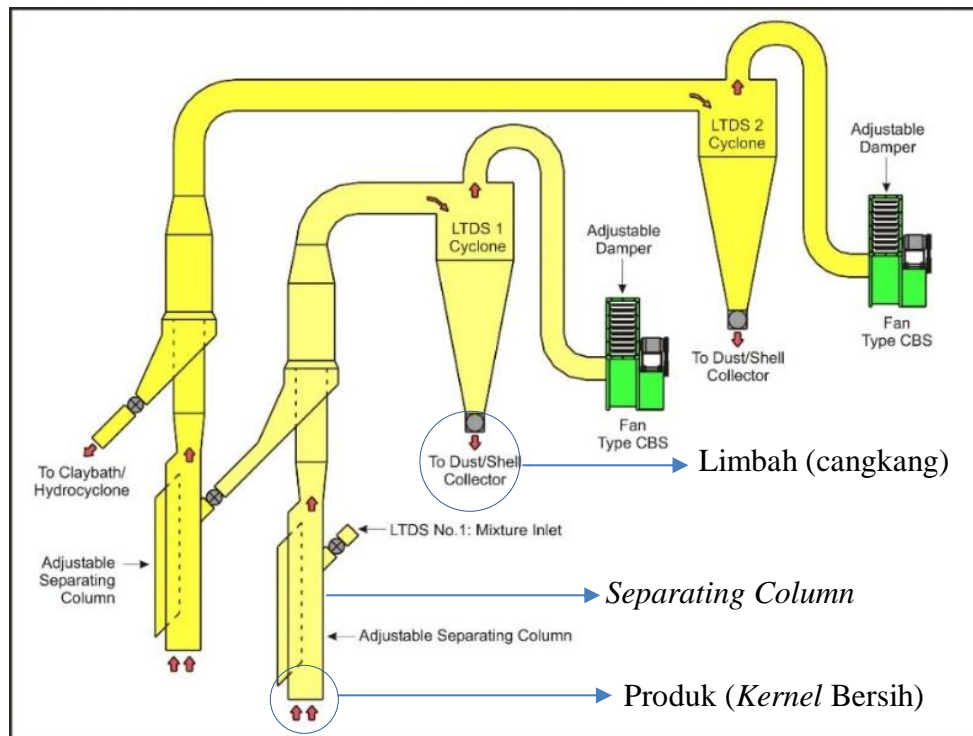 LTDS 2
Cyclone
Adjustable
Damper
LTDS 1
Cyclone
Adjustable
Damper
Fan
Type CBS
To Dust/Shell
Collector
Fan
Type CBS
To Claybath/
Hydrocyclone
To Dust/Shell
Collector
Limbah (cangkang)
LTDS No.1: Mixture Inlet
Adjustable
Separating
Column
Separating Column
Adjustable Separating Column
Produk (Kernel Bersih)